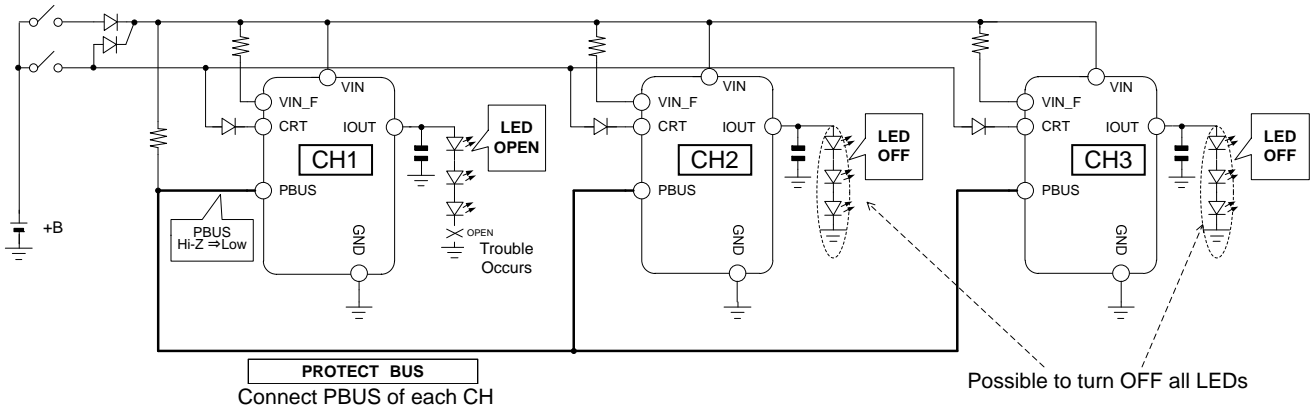 VIN
VIN_F
CRT
IOUT
CH1
PBUS
GND
LED
OPEN
PBUS
Hi-Z ⇒Low
OPEN
Trouble
Occurs
+B
VIN
VIN_F
CRT
IOUT
CH2
PBUS
GND
LED
OFF
VIN
VIN_F
CRT
IOUT
CH3
PBUS
GND
LED
OFF
PROTECT BUS
Connect PBUS of each CH
Possible to turn OFF all LEDs